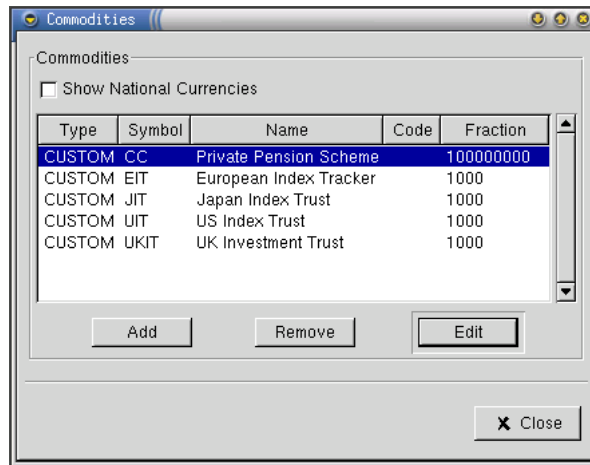 Commodities
Commodities
Show National Currencies
Type Symbol Name Code Fraction
CUSTOM CC Private Pension Scheme 100000000
CUSTOM EIT European Index Tracker 1000
CUSTOM JIT Japan Index Trust 1000
CUSTOM UIT US Index Trust 1000
CUSTOM UKIT UK Investment Trust 1000
Add Remove Edit
Close